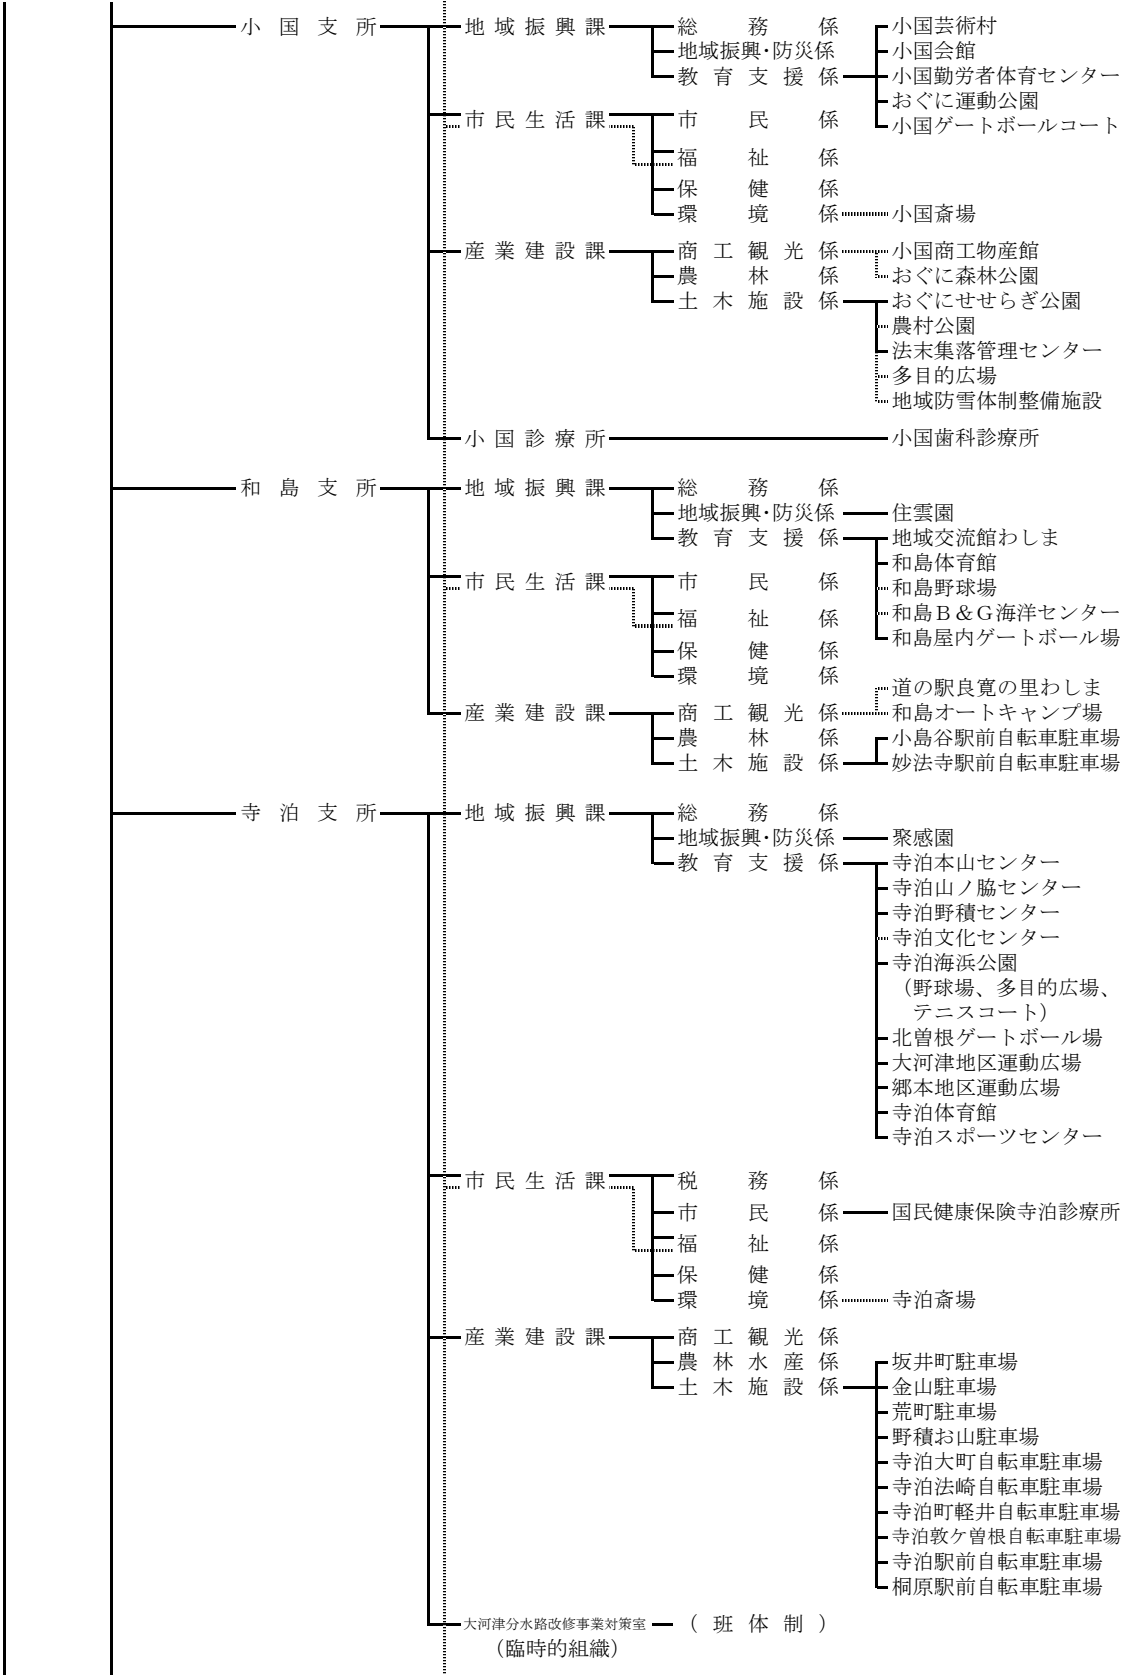 小国支所 地域振興課 総務係 小国芸術村
地域振興・防災係 小国会館
教育支援係 小国勤労者体育センター
おぐに運動公園
市民生活課 市民係 小国ゲートボールコート
福祉係
保健係
環境係 小国斎場
産業建設課 商工観光係 小国商工物産館
農林係 おぐに森林公園
土木施設係 おぐにせせらぎ公園
農村公園
法末集落管理センター
多目的広場
地域防雪体制整備施設
小国診療所 小国歯科診療所
和島支所 地域振興課 総務係
地域振興・防災係 住雲園
教育支援係 地域交流館わしま
和島体育館
市民生活課 市民係 和島野球場
福祉係 和島Ｂ＆Ｇ海洋センター
和島屋内ゲートボール場
保健係
環境係
道の駅良寛の里わしま
産業建設課 商工観光係 和島オートキャンプ場
農林係 小島谷駅前自転車駐車場
土木施設係 妙法寺駅前自転車駐車場
寺泊支所 地域振興課 総務係
地域振興・防災係 聚感園
教育支援係 寺泊本山センター
寺泊山ノ脇センター
寺泊野積センター
寺泊文化センター
寺泊海浜公園
（野球場、多目的広場、
テニスコート）
北曽根ゲートボール場
大河津地区運動広場
郷本地区運動広場
寺泊体育館
寺泊スポーツセンター
市民生活課 税務係
市民係 国民健康保険寺泊診療所
福祉係
保健係
環境係 寺泊斎場
産業建設課 商工観光係
農林水産係 坂井町駐車場
土木施設係 金山駐車場
荒町駐車場
野積お山駐車場
寺泊大町自転車駐車場
寺泊法崎自転車駐車場
寺泊町軽井自転車駐車場
寺泊敦ケ曽根自転車駐車場
寺泊駅前自転車駐車場
桐原駅前自転車駐車場
大河津分水路改修事業対策室 （班体制）
（臨時的組織）